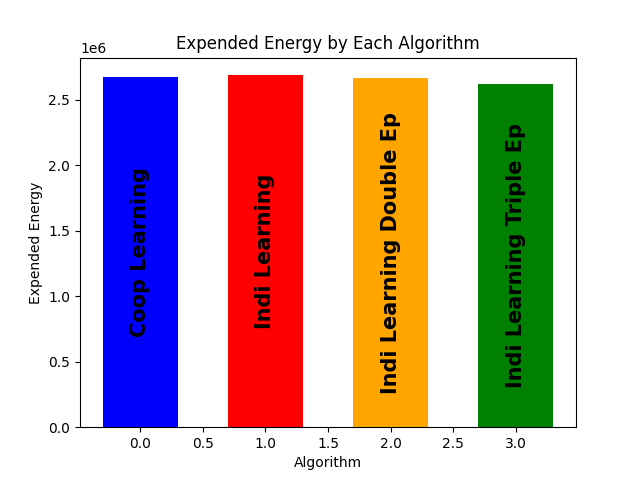 Expended Energy by Each Algorithm
1e6
2.5
2.0
1.5
1.0
0.5
0.0
Expended Energy
Coop Learning
Indi Learning
Indi Learning Double Ep
Indi Learning Triple Ep
0.0 0.5 1.0 1.5 2.0 2.5 3.0
Algorithm